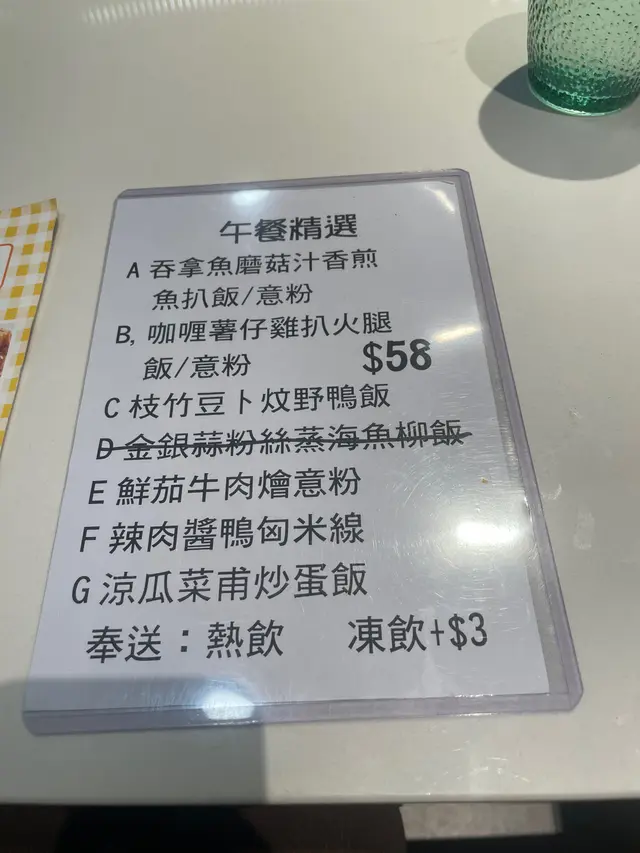 午餐精選
A 吞拿魚磨菇汁香煎
魚扒飯/意粉
B, 咖喱薯仔雞扒火腿
飯/意粉 $58
C 枝竹豆卜炆野鴨飯
D 金銀蒜粉絲蒸海魚柳飯
E 鮮茄牛肉燴意粉
F 辣肉醬鴨匈米線
G 涼瓜菜甫炒蛋飯
奉送：熱飲 凍飲+$3